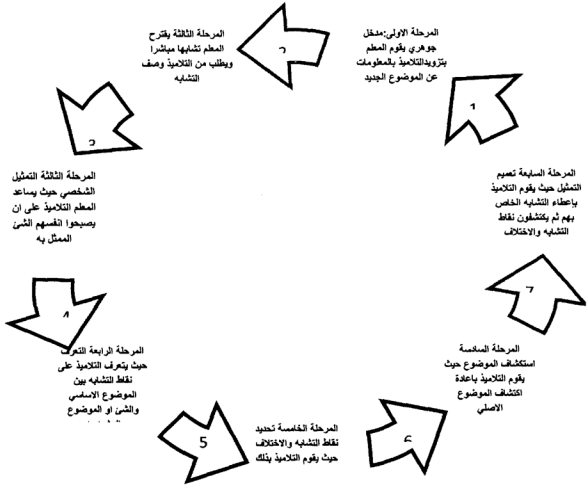 المرحلة الاولى:مدخل
جوهري يقوم المعلم
بتزويدالتلاميذ بالمعلومات
عن الموضوع الجديد
1
المرحلة الثالثة يقترح
المعلم تشابها مباشرا
ويطلب من التلاميذ وصف
التشابه
المرحلة الثالثة التمثيل
الشخصي حيث يساعد
المعلم التلاميذ على ان
يصبحوا انفسهم الشئ
الممثل به
المرحلة الرابعة التعرف
حيث يتعرف التلاميذ على
نقاط التشابه بين
الموضوع الاساسي
والشئ او الموضوع
5
المرحلة الخامسة تحديد
نقاط التشابه والاختلاف
حيث يقوم التلاميذ بذلك
6
المرحلة السادسة
استكشاف الموضوع حيث
يقوم التلاميذ باعادة
اكتشاف الموضوع
الاصلي
المرحلة السابعة تعميم
التمثيل حيث يقوم التلاميذ
بإعطاء التشابه الخاص
بهم ثم يكتشفون نقاط
التشابه والاختلاف